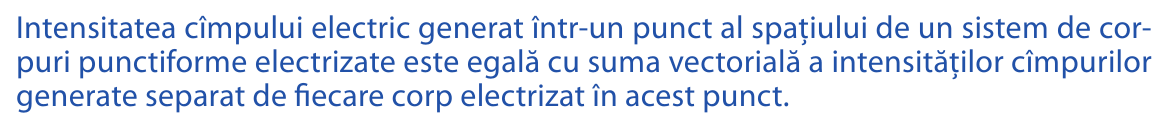 Intensitatea cîmpului electric generat într-un punct al spațiului de un sistem de cor-
puri punctiforme electrizate este egală cu suma vectorială a intensităților cîmpurilor
generate separat de fiecare corp electrizat în acest punct.